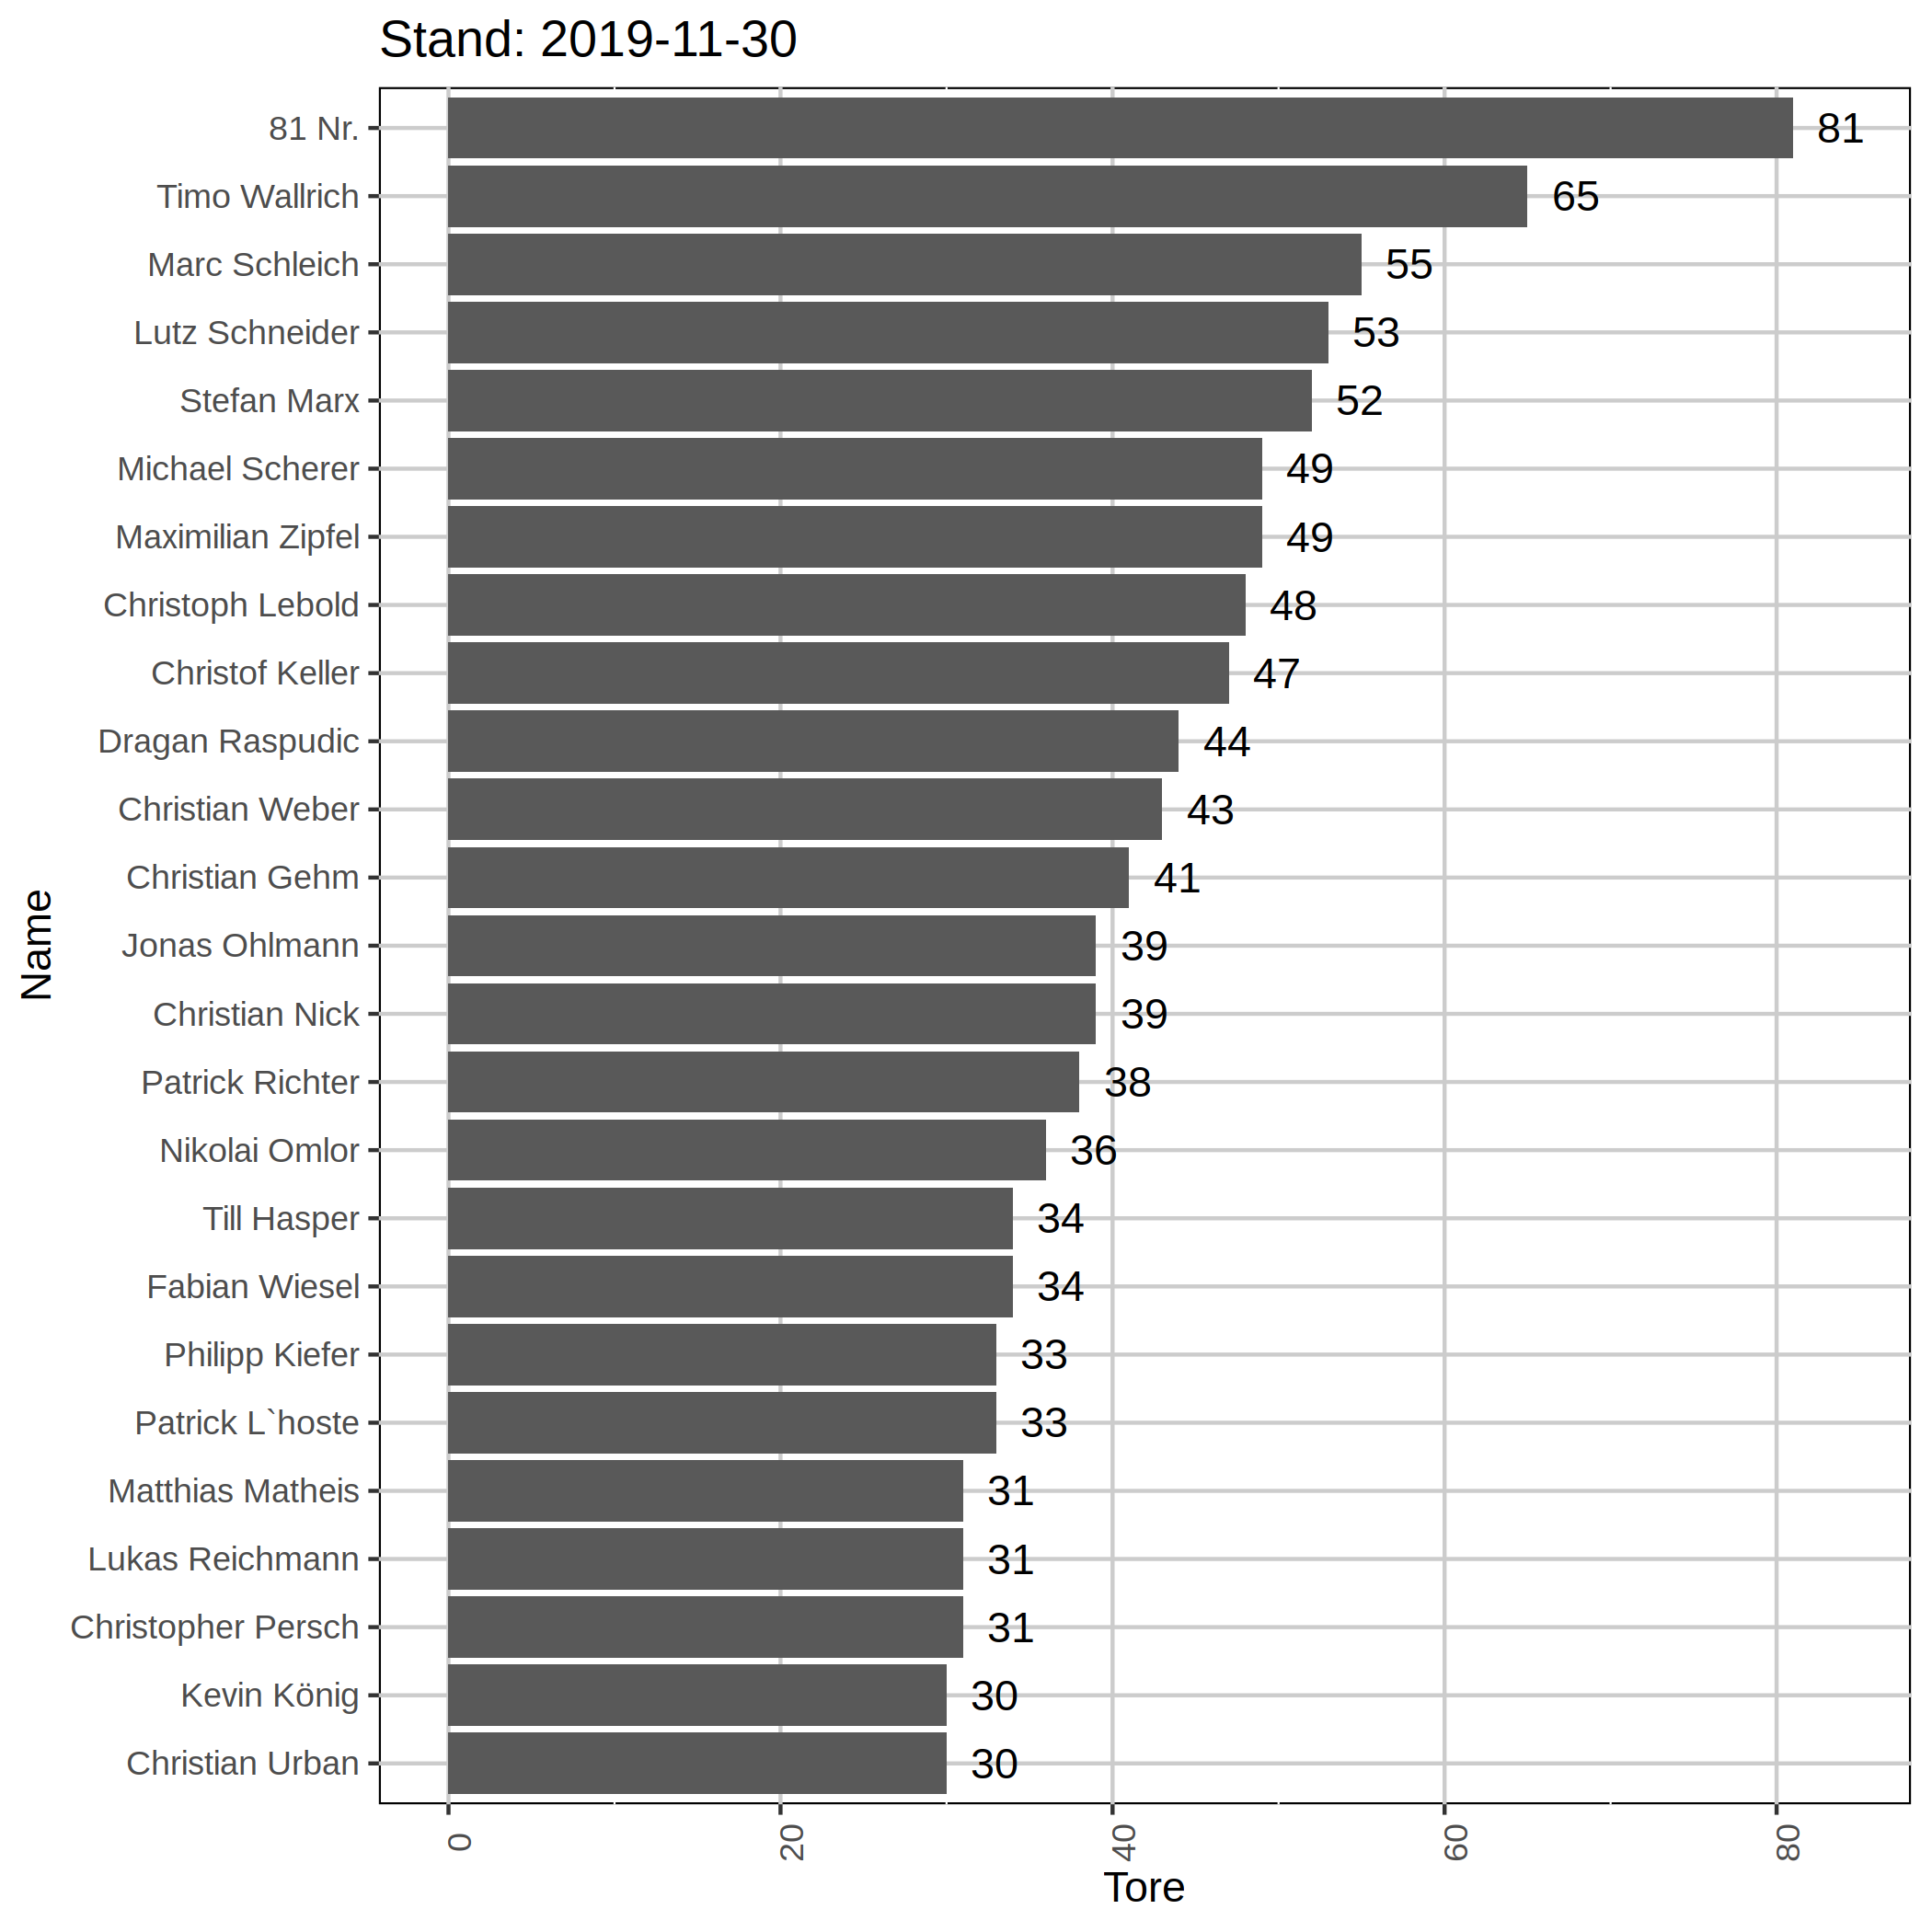 Stand: 2019-11-30
81 Nr. 81
Timo Wallrich 65
Marc Schleich 55
Lutz Schneider 53
Stefan Marx 52
Michael Scherer 49
Maximilian Zipfel 49
Christoph Lebold 48
Christof Keller 47
Dragan Raspudic 44
Christian Weber 43
Christian Gehm 41
Jonas Ohlmann 39
Christian Nick 39
Patrick Richter 38
Nikolai Omlor 36
Till Hasper 34
Fabian Wiesel 34
Philipp Kiefer 33
Patrick L`hoste 33
Matthias Matheis 31
Lukas Reichmann 31
Christopher Persch 31
Kevin König 30
Christian Urban 30
Name
0 20 40 60 80
Tore